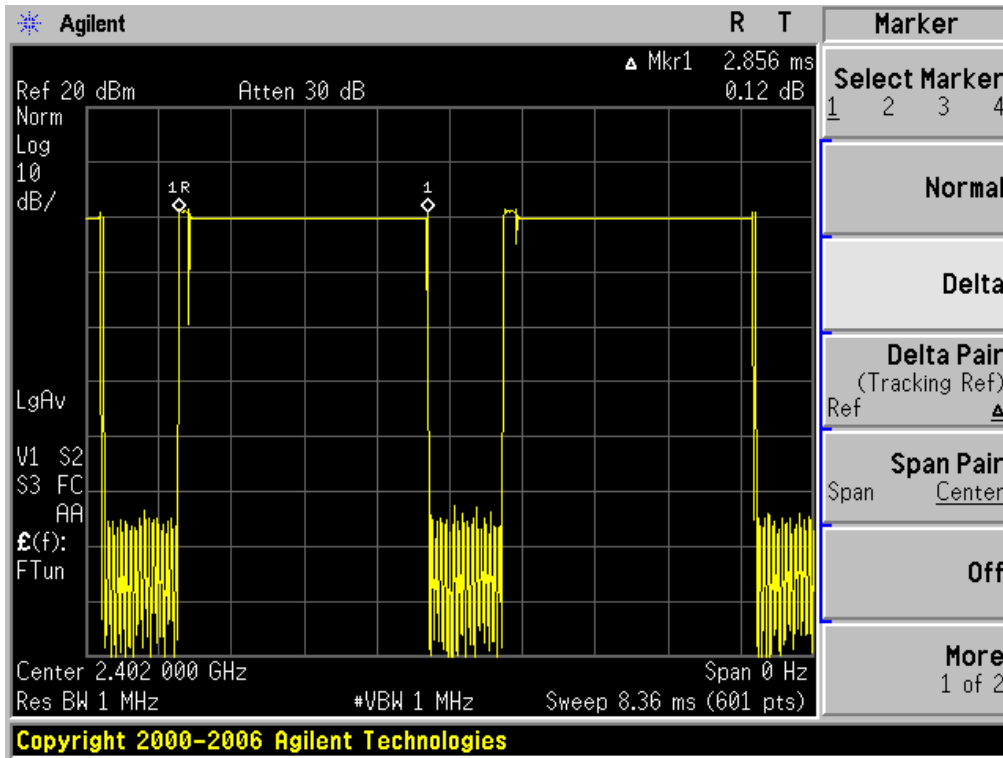 Agilent R T Marker
▵ Mkr1 2.856 ms
Ref 20 dBm Atten 30 dB 0.12 dB
Norm
Log
10
dB/
1R
1
LgAv
V1 S2
S3 FC
AA
£(f):
FTun
Center 2.402 000 GHz Span 0 Hz
Res BW 1 MHz #VBW 1 MHz Sweep 8.36 ms (601 pts)
Select Marker
1 2 3 4
Normal
Delta
Delta Pair
(Tracking Ref)
Ref ▵
Span Pair
Span Center
Off
More
1 of 2
Copyright 2000-2006 Agilent Technologies